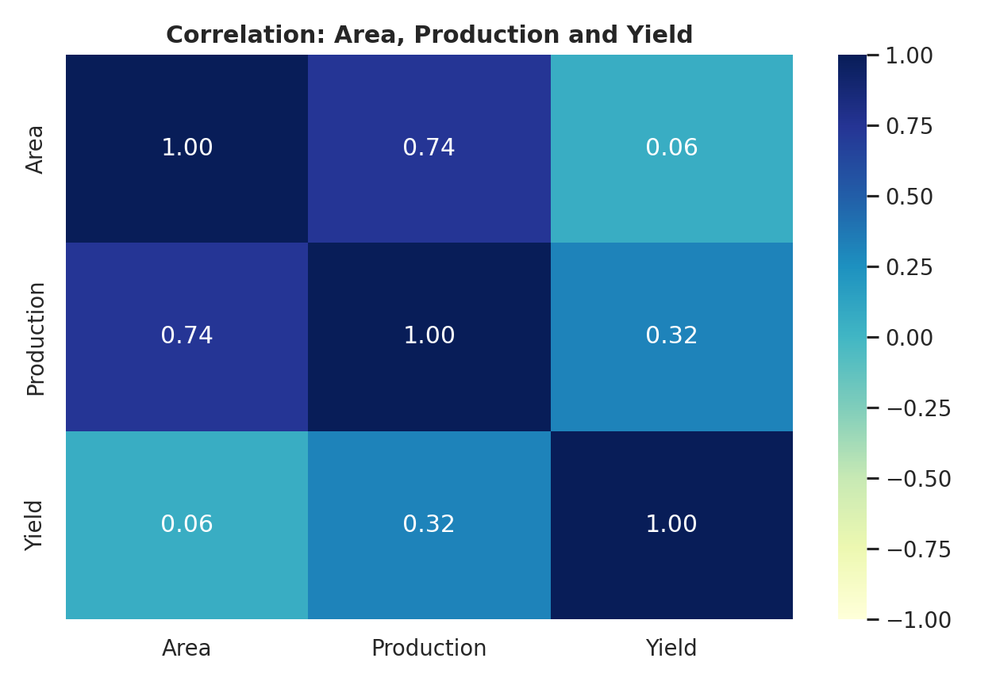 Correlation: Area, Production and Yield
Area
1.00
0.74
0.06
Production
0.74
1.00
0.32
Yield
0.06
0.32
1.00
Area
Production
Yield
1.00
0.75
0.50
0.25
0.00
−0.25
−0.50
−0.75
−1.00